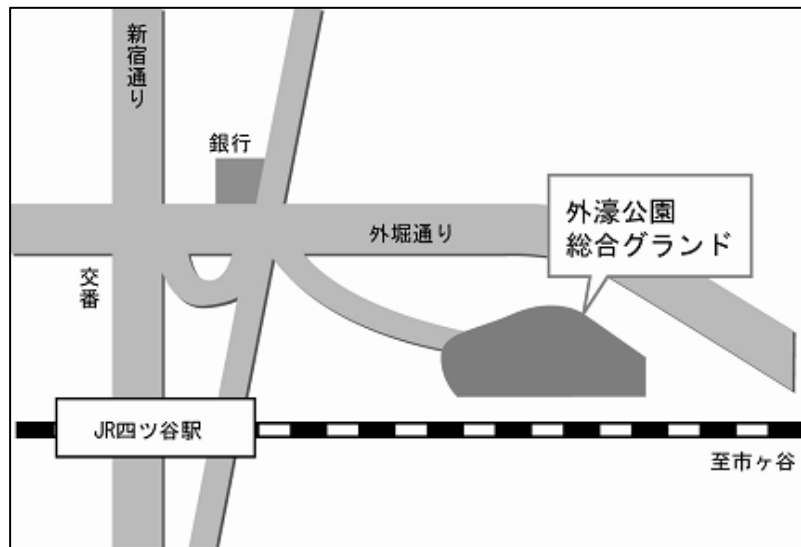 新宿通り
銀行
外堀通り
外濠公園
総合グランド
交番
JR四ツ谷駅
至市ヶ谷